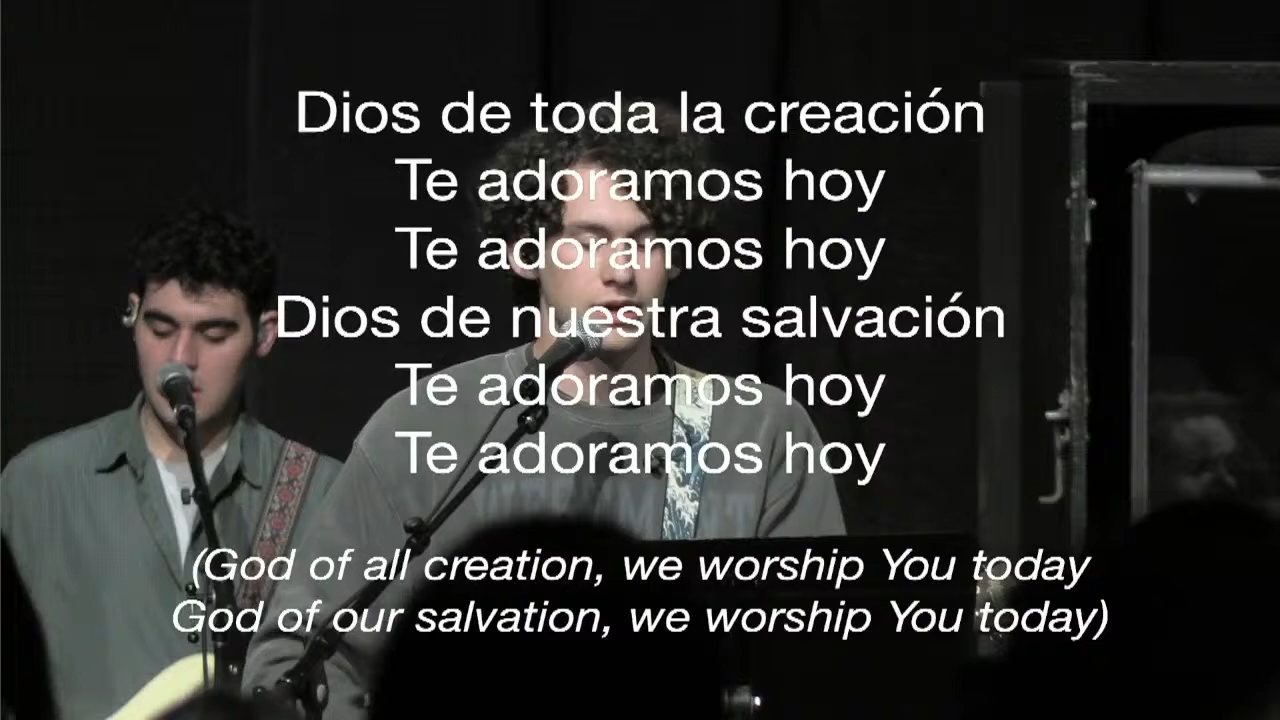 Dios de toda la creación
Te adoramos hoy
Te adoramos hoy
Dios de nuestra salvación
Te adoramos hoy
Te adoramos hoy
(God of all creation, we worship You today
God of our salvation, we worship You today)